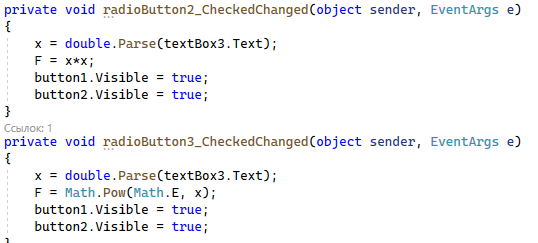 private void radioButton2_CheckedChanged(object sender, EventArgs e)
{
    x = double.Parse(textBox3.Text);
    F = x*x;
    button1.Visible = true;
    button2.Visible = true;
}
Ссылок: 1
private void radioButton3_CheckedChanged(object sender, EventArgs e)
{
    x = double.Parse(textBox3.Text);
    F = Math.Pow(Math.E, x);
    button1.Visible = true;
    button2.Visible = true;
}